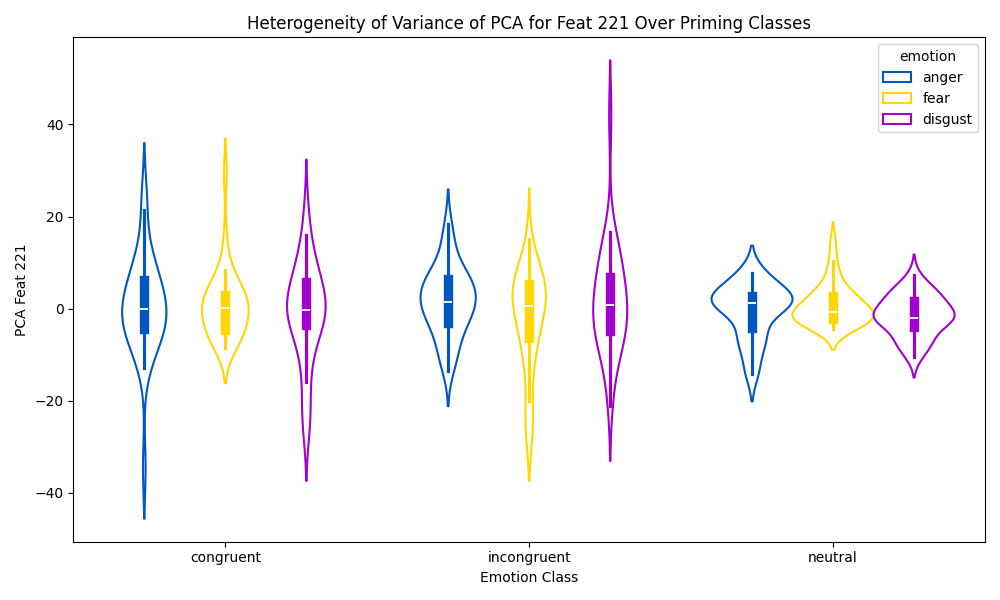 Heterogeneity of Variance of PCA for Feat 221 Over Priming Classes
emotion
anger
fear
disgust
PCA Feat 221
40
20
0
−20
−40
congruent
incongruent
neutral
Emotion Class